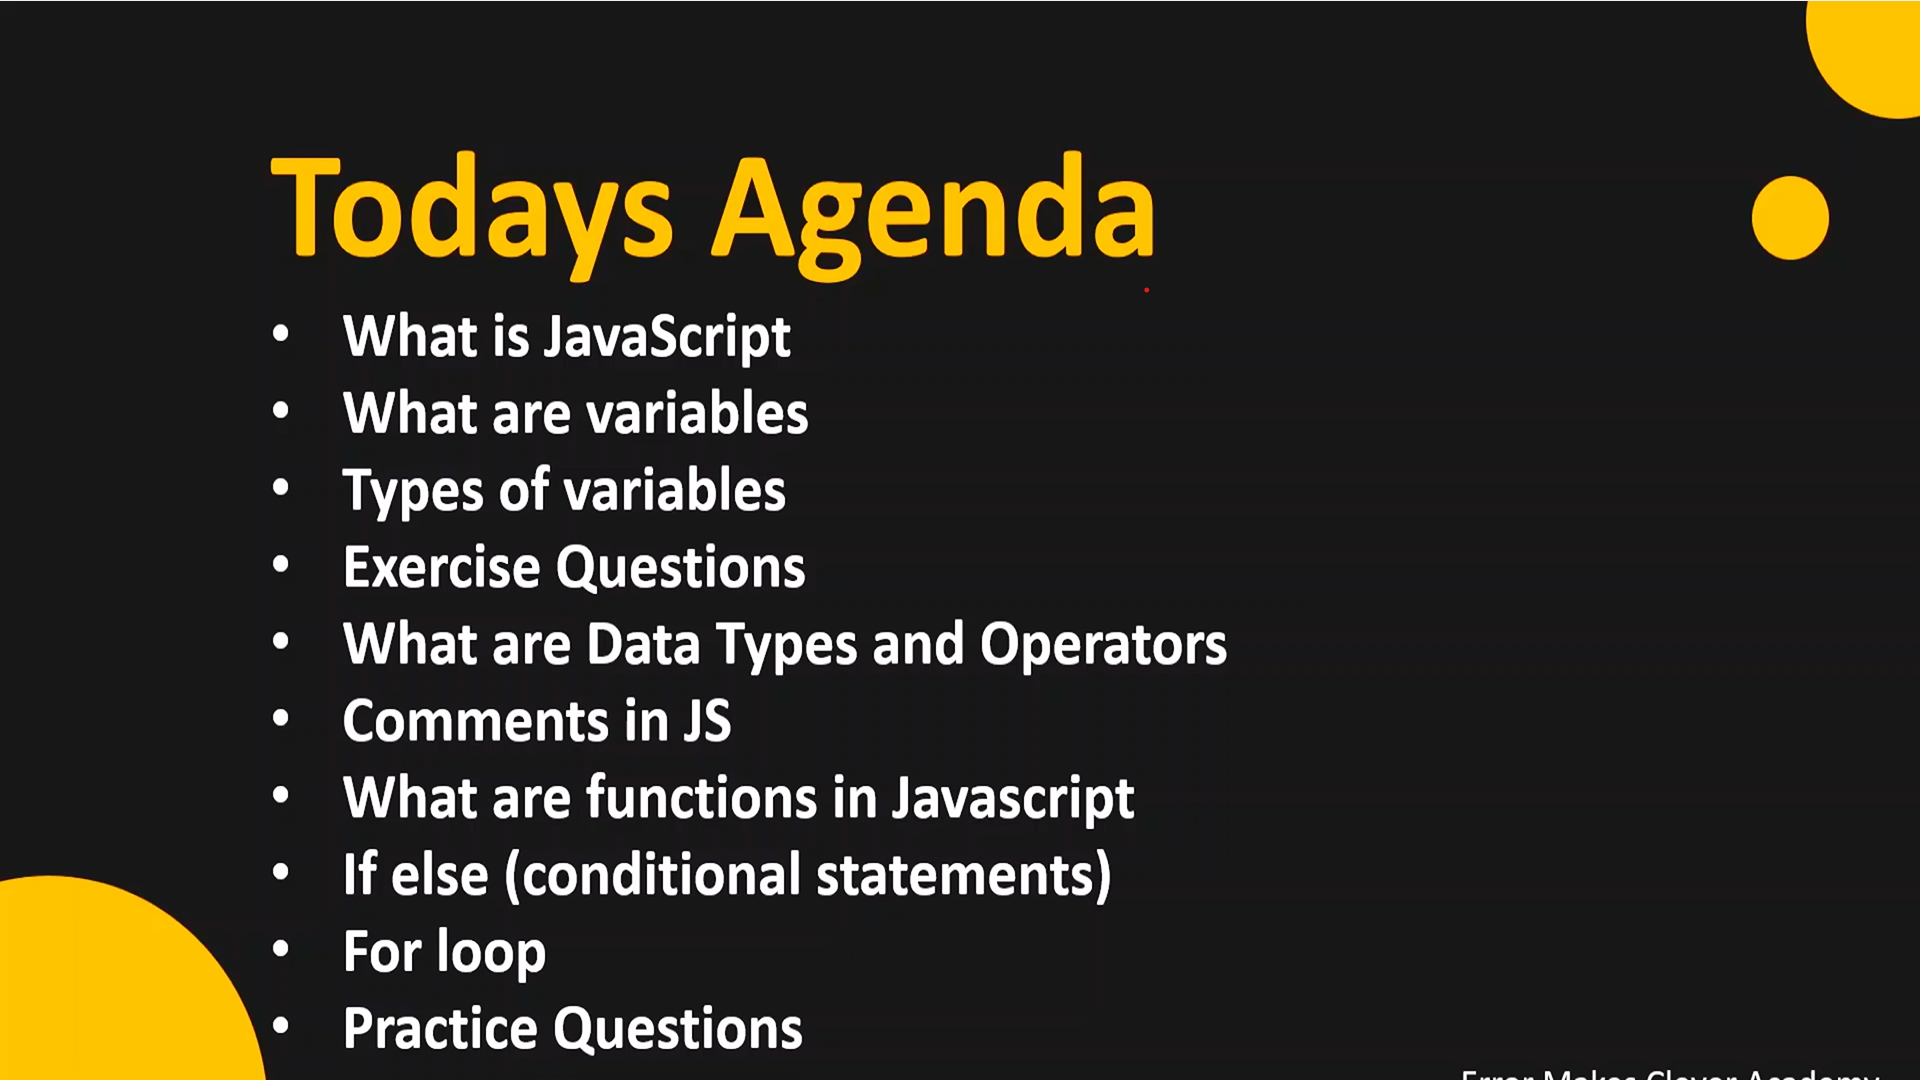 Todays Agenda
• What is JavaScript
• What are variables
• Types of variables
• Exercise Questions
• What are Data Types and Operators
• Comments in JS
• What are functions in Javascript
• If else (conditional statements)
• For loop
• Practice Questions
Error Makes Clever Academy